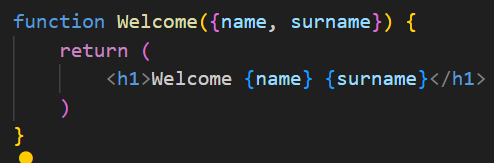 function Welcome({name, surname}) {
    return (
        <h1>Welcome {name} {surname}</h1>
    )
}